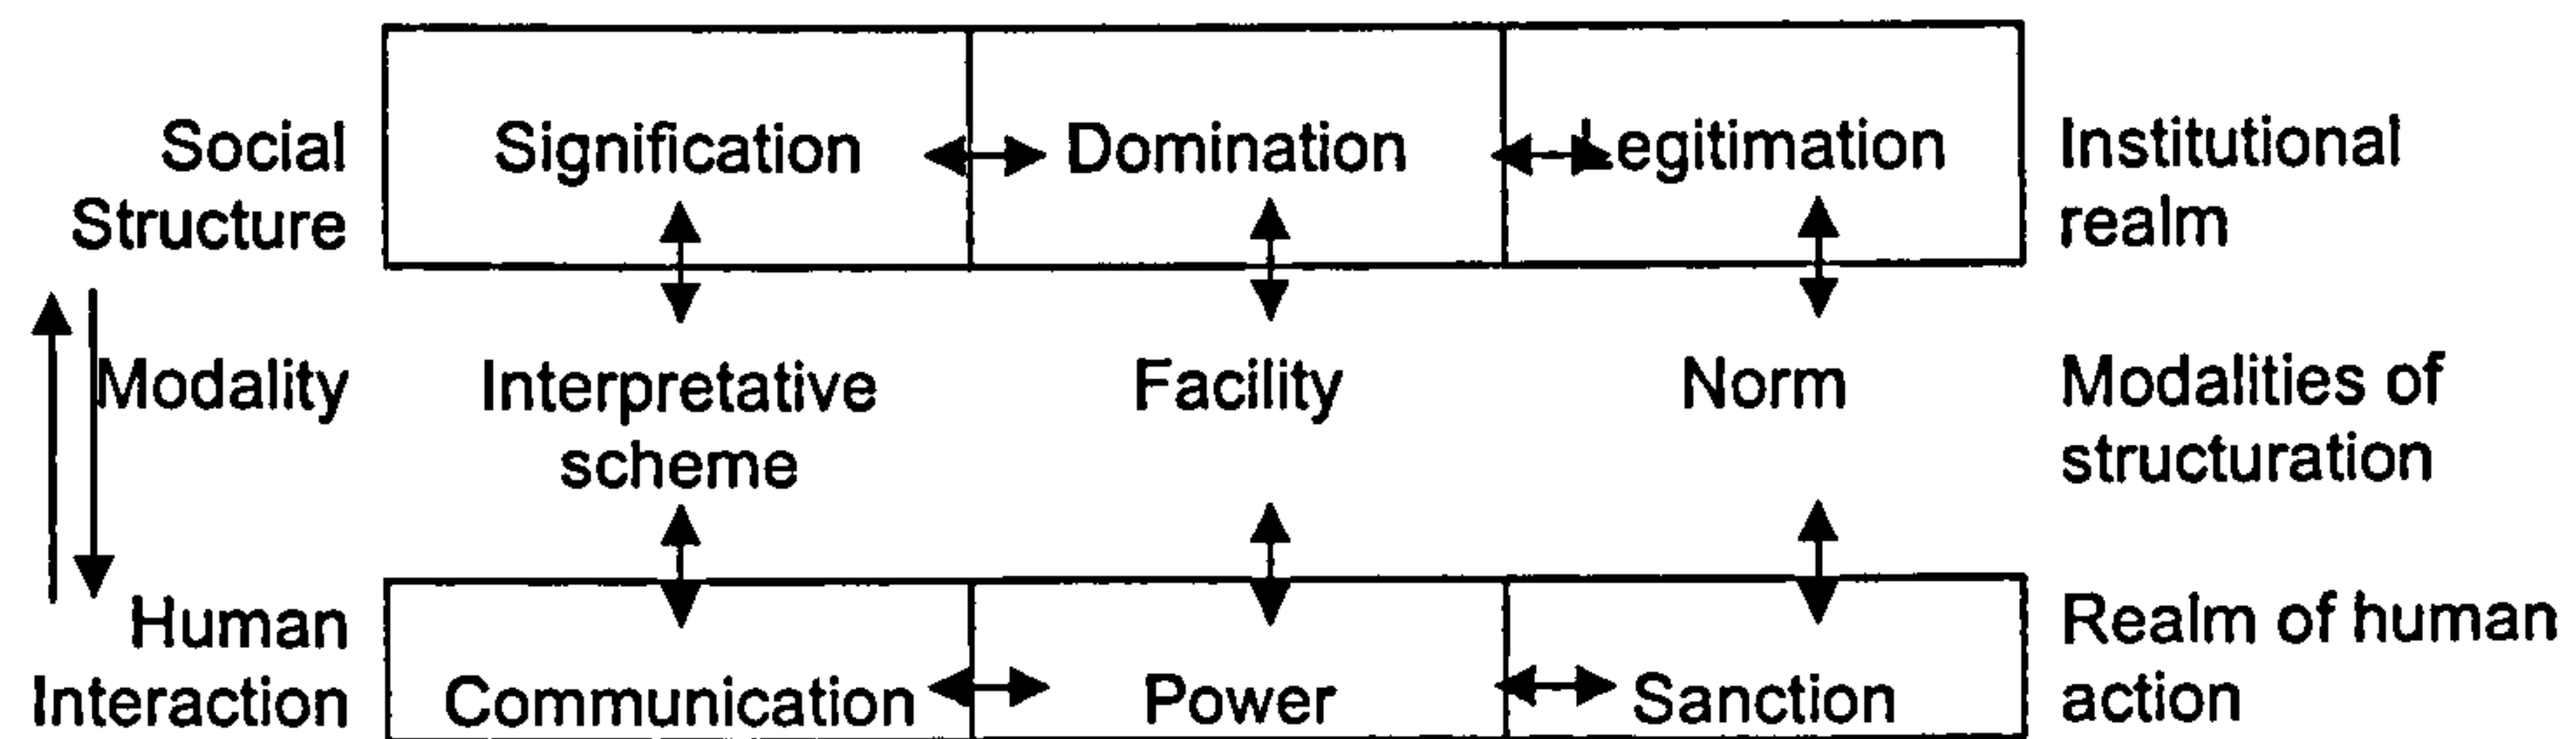 Social
Structure
Signification
Domination
Legitimation
Institutional
realm
Modality
Interpretative
scheme
Facility
Norm
Modalities of
structuration
Human
Interaction
Communication
Power
Sanction
Realm of human
action